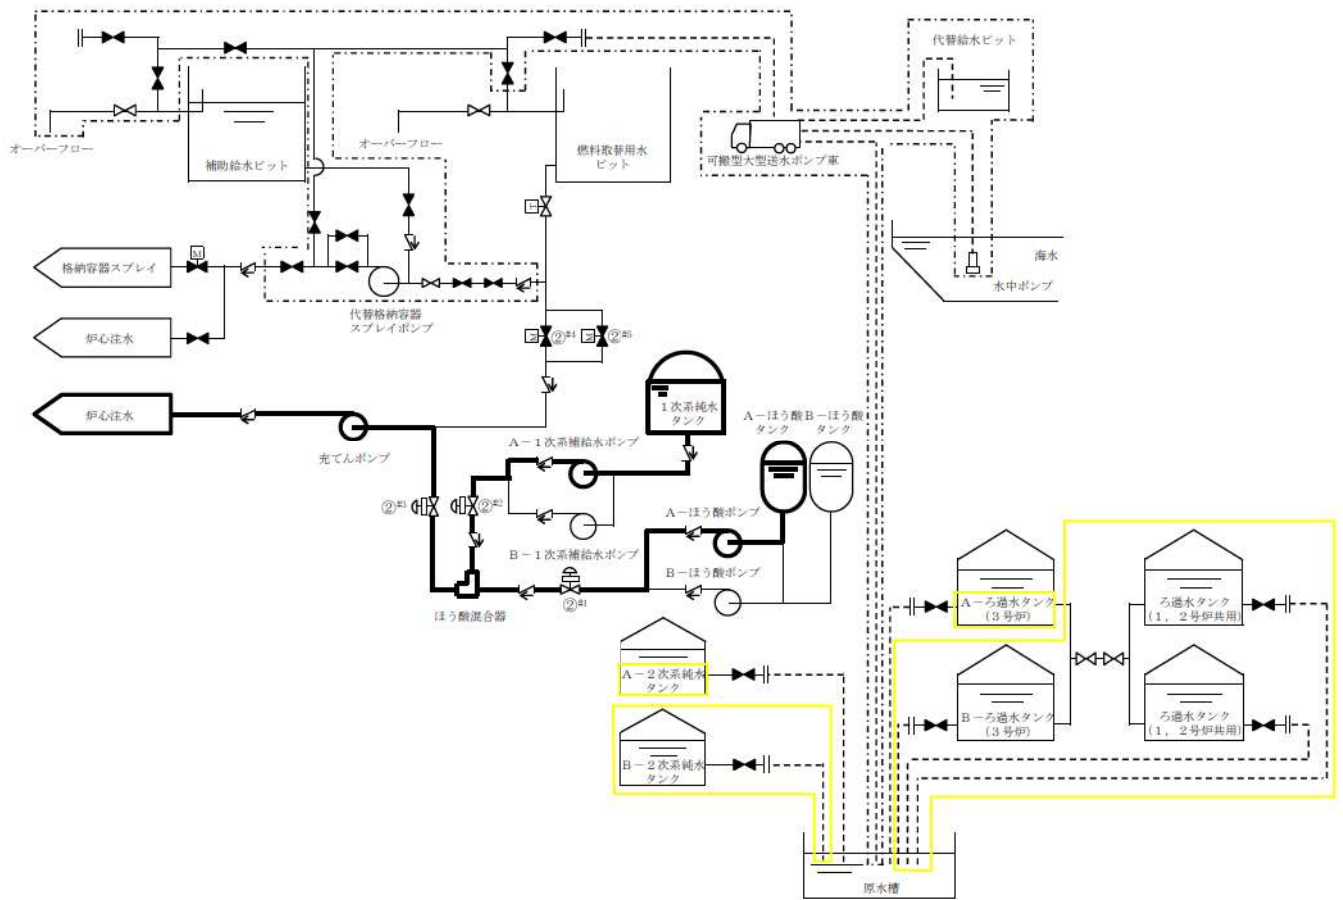 代替給水ピット
オーバーフロー
補助給水ピット
オーバーフロー
燃料取替用水
ピット
可搬型大型送水ポンプ車
海水
水中ポンプ
格納容器スプレイ
M
代替格納容器
スプレイポンプ
炉心注水
M
②#4
M
②#5
炉心注水
充てんポンプ
1次系純水
タンク
A-ほう酸
タンク
B-ほう酸
タンク
A-1次系補給水ポンプ
②#3
②#2
B-1次系補給水ポンプ
A-ほう酸ポンプ
B-ほう酸ポンプ
②#1
ほう酸混合器
A-ろ過水タンク
(3号炉)
ろ過水タンク
(1,2号炉共用)
A-2次系純水
タンク
B-ろ過水タンク
(3号炉)
ろ過水タンク
(1,2号炉共用)
B-2次系純水
タンク
原水槽